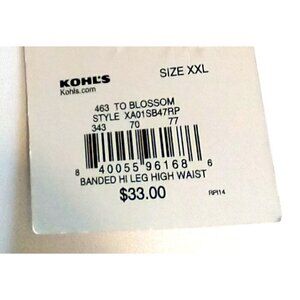 KOHL'S
Kohls.com
SIZE XXL
463 TO BLOSSOM
STYLE XA01SB47RP
343 70 77
8 40055 96168 6
BANDED HI LEG HIGH WAIST
$33.00
RPI14